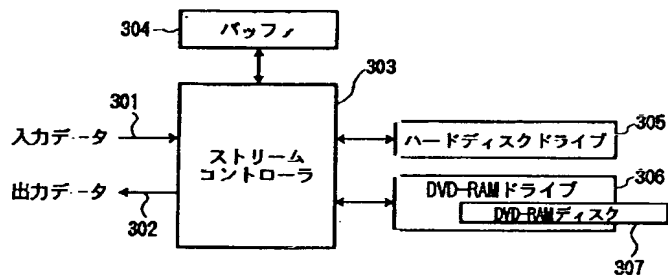 304
バッファ
303
301
入力データ
ストリーム
コントローラ
305
ハードディスクドライブ
出力データ
302
306
DVD-RAMドライブ
DVD-RAMディスク
307